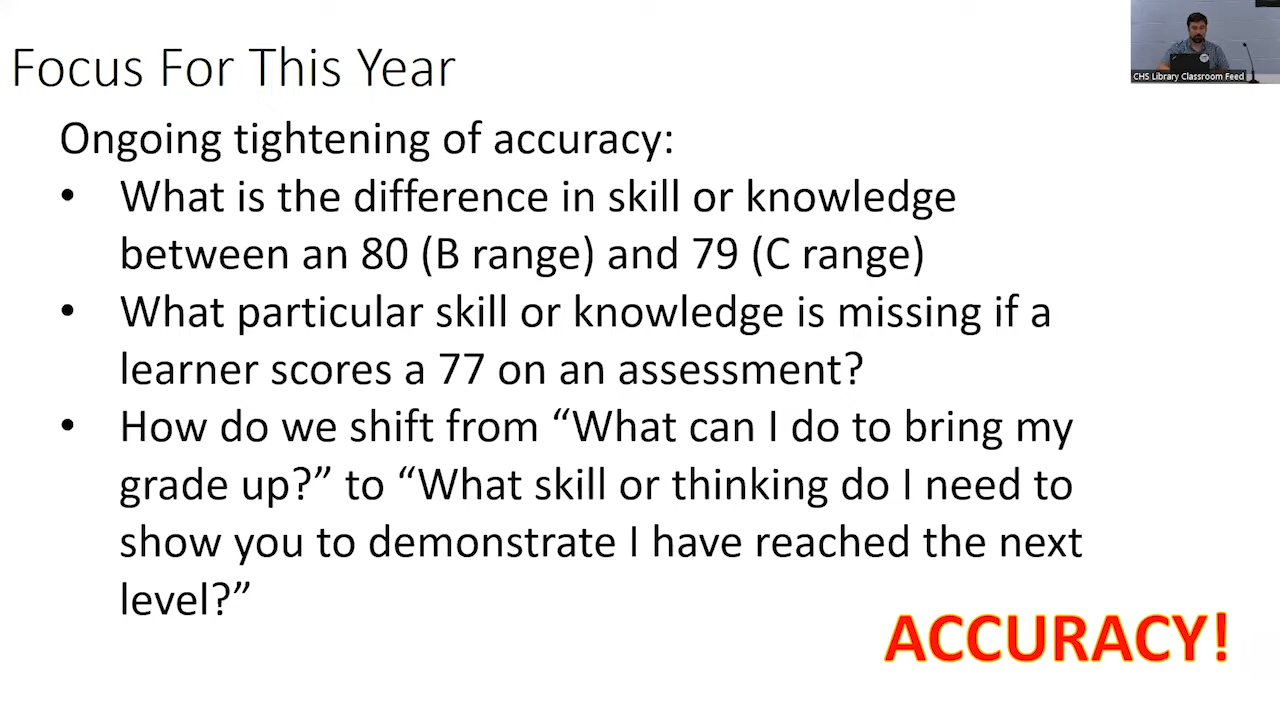 Focus For This Year
CHS Library Classroom Feed
Ongoing tightening of accuracy:
• What is the difference in skill or knowledge
between an 80 (B range) and 79 (C range)
• What particular skill or knowledge is missing if a
learner scores a 77 on an assessment?
• How do we shift from “What can I do to bring my
grade up?” to “What skill or thinking do I need to
show you to demonstrate I have reached the next
level?”
ACCURACY!